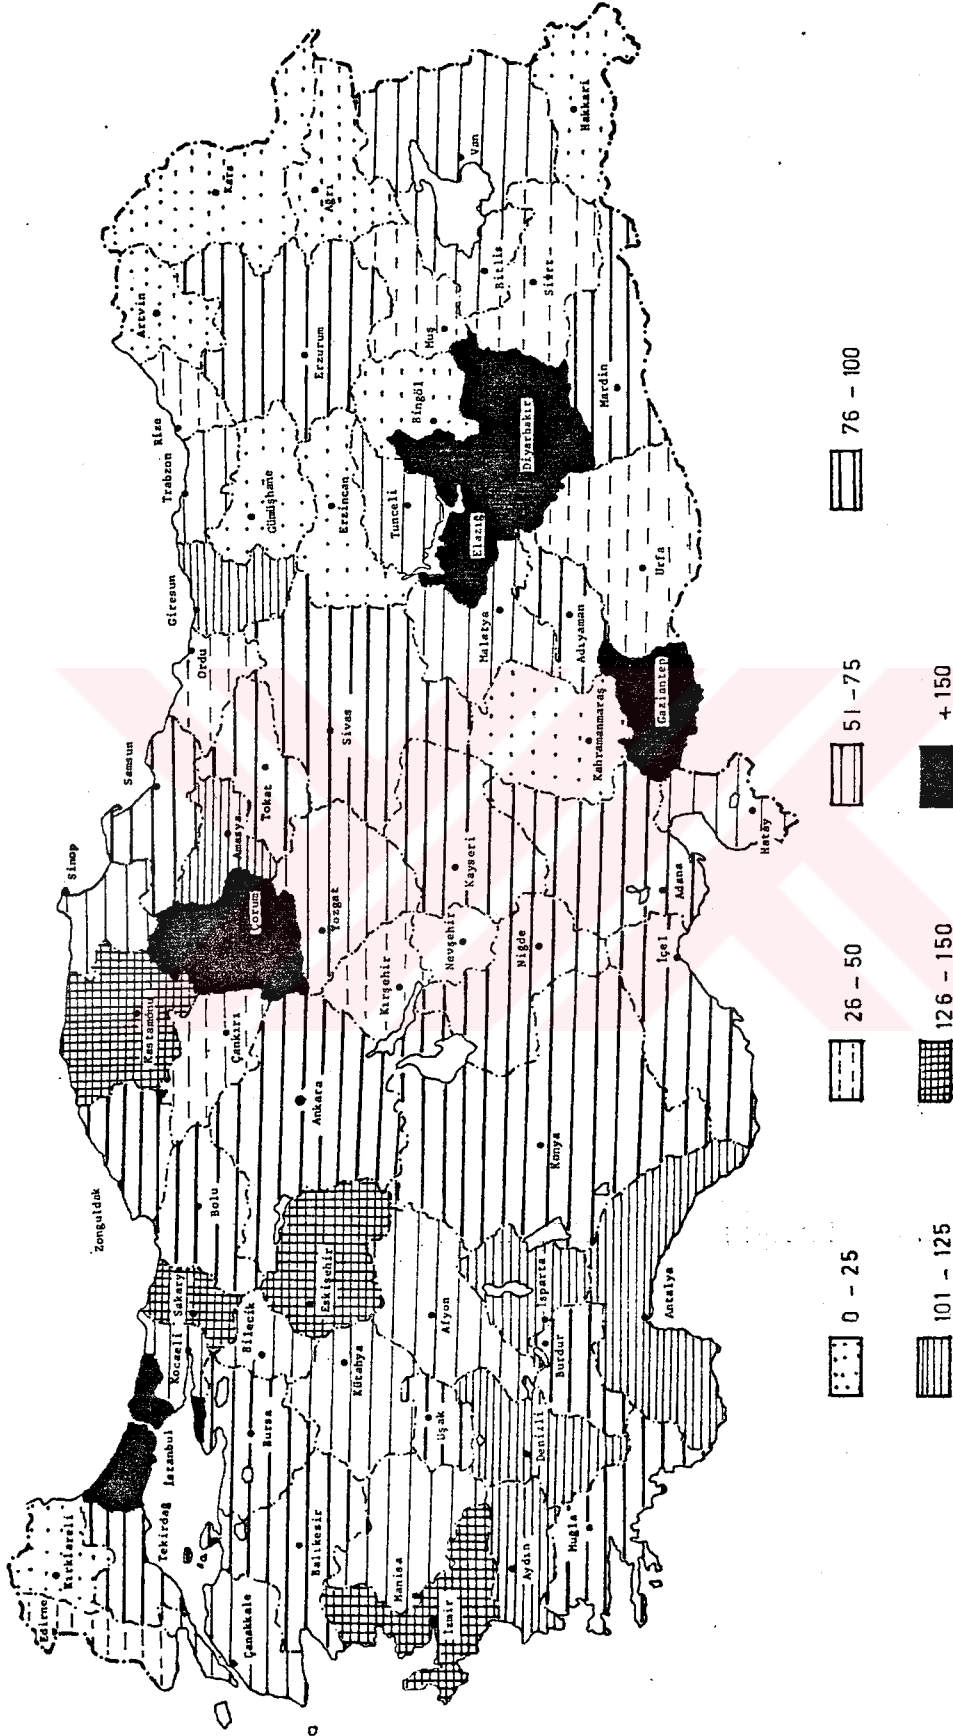 Edirne
Kırklareli
Tekirdağ
İstanbul
Kocaeli
Sakary
Zonguldak
Bolu
Kastamonu
Çankırı
Sinop
Çorum
Samsun
Amasya
Tokat
Ordu
Giresun
Gümüşhane
Trabzon
Rize
Artvin
Kars
Ağrı
Erzurum
Erzincan
Tunceli
Bingöl
Muş
Bitlis
Van
Hakkari
Siirt
Mardin
Diyarbakır
Elazığ
Malatya
Adıyaman
Urfa
Gaziantep
Kahramanmaraş
Hatay
Adana
İçel
Sivas
Yozgat
Kayseri
Nevşehir
Kırşehir
Niğde
Ankara
Konya
Eskişehir
Bilecik
Bursa
Kütahya
Afyon
Uşak
Isparta
Burdur
Denizli
Antalya
Muğla
Aydın
İzmir
Manisa
Balıkesir
Çanakkale
0 - 25
26 - 50
51 - 75
76 - 100
101 - 125
126 - 150
+ 150